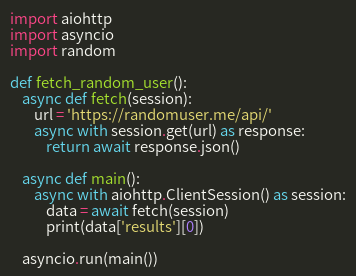 import aiohttp
import asyncio
import random

def fetch_random_user():
    async def fetch(session):
        url = 'https://randomuser.me/api/'
        async with session.get(url) as response:
            return await response.json()

    async def main():
        async with aiohttp.ClientSession() as session:
            data = await fetch(session)
            print(data['results'][0])

    asyncio.run(main())